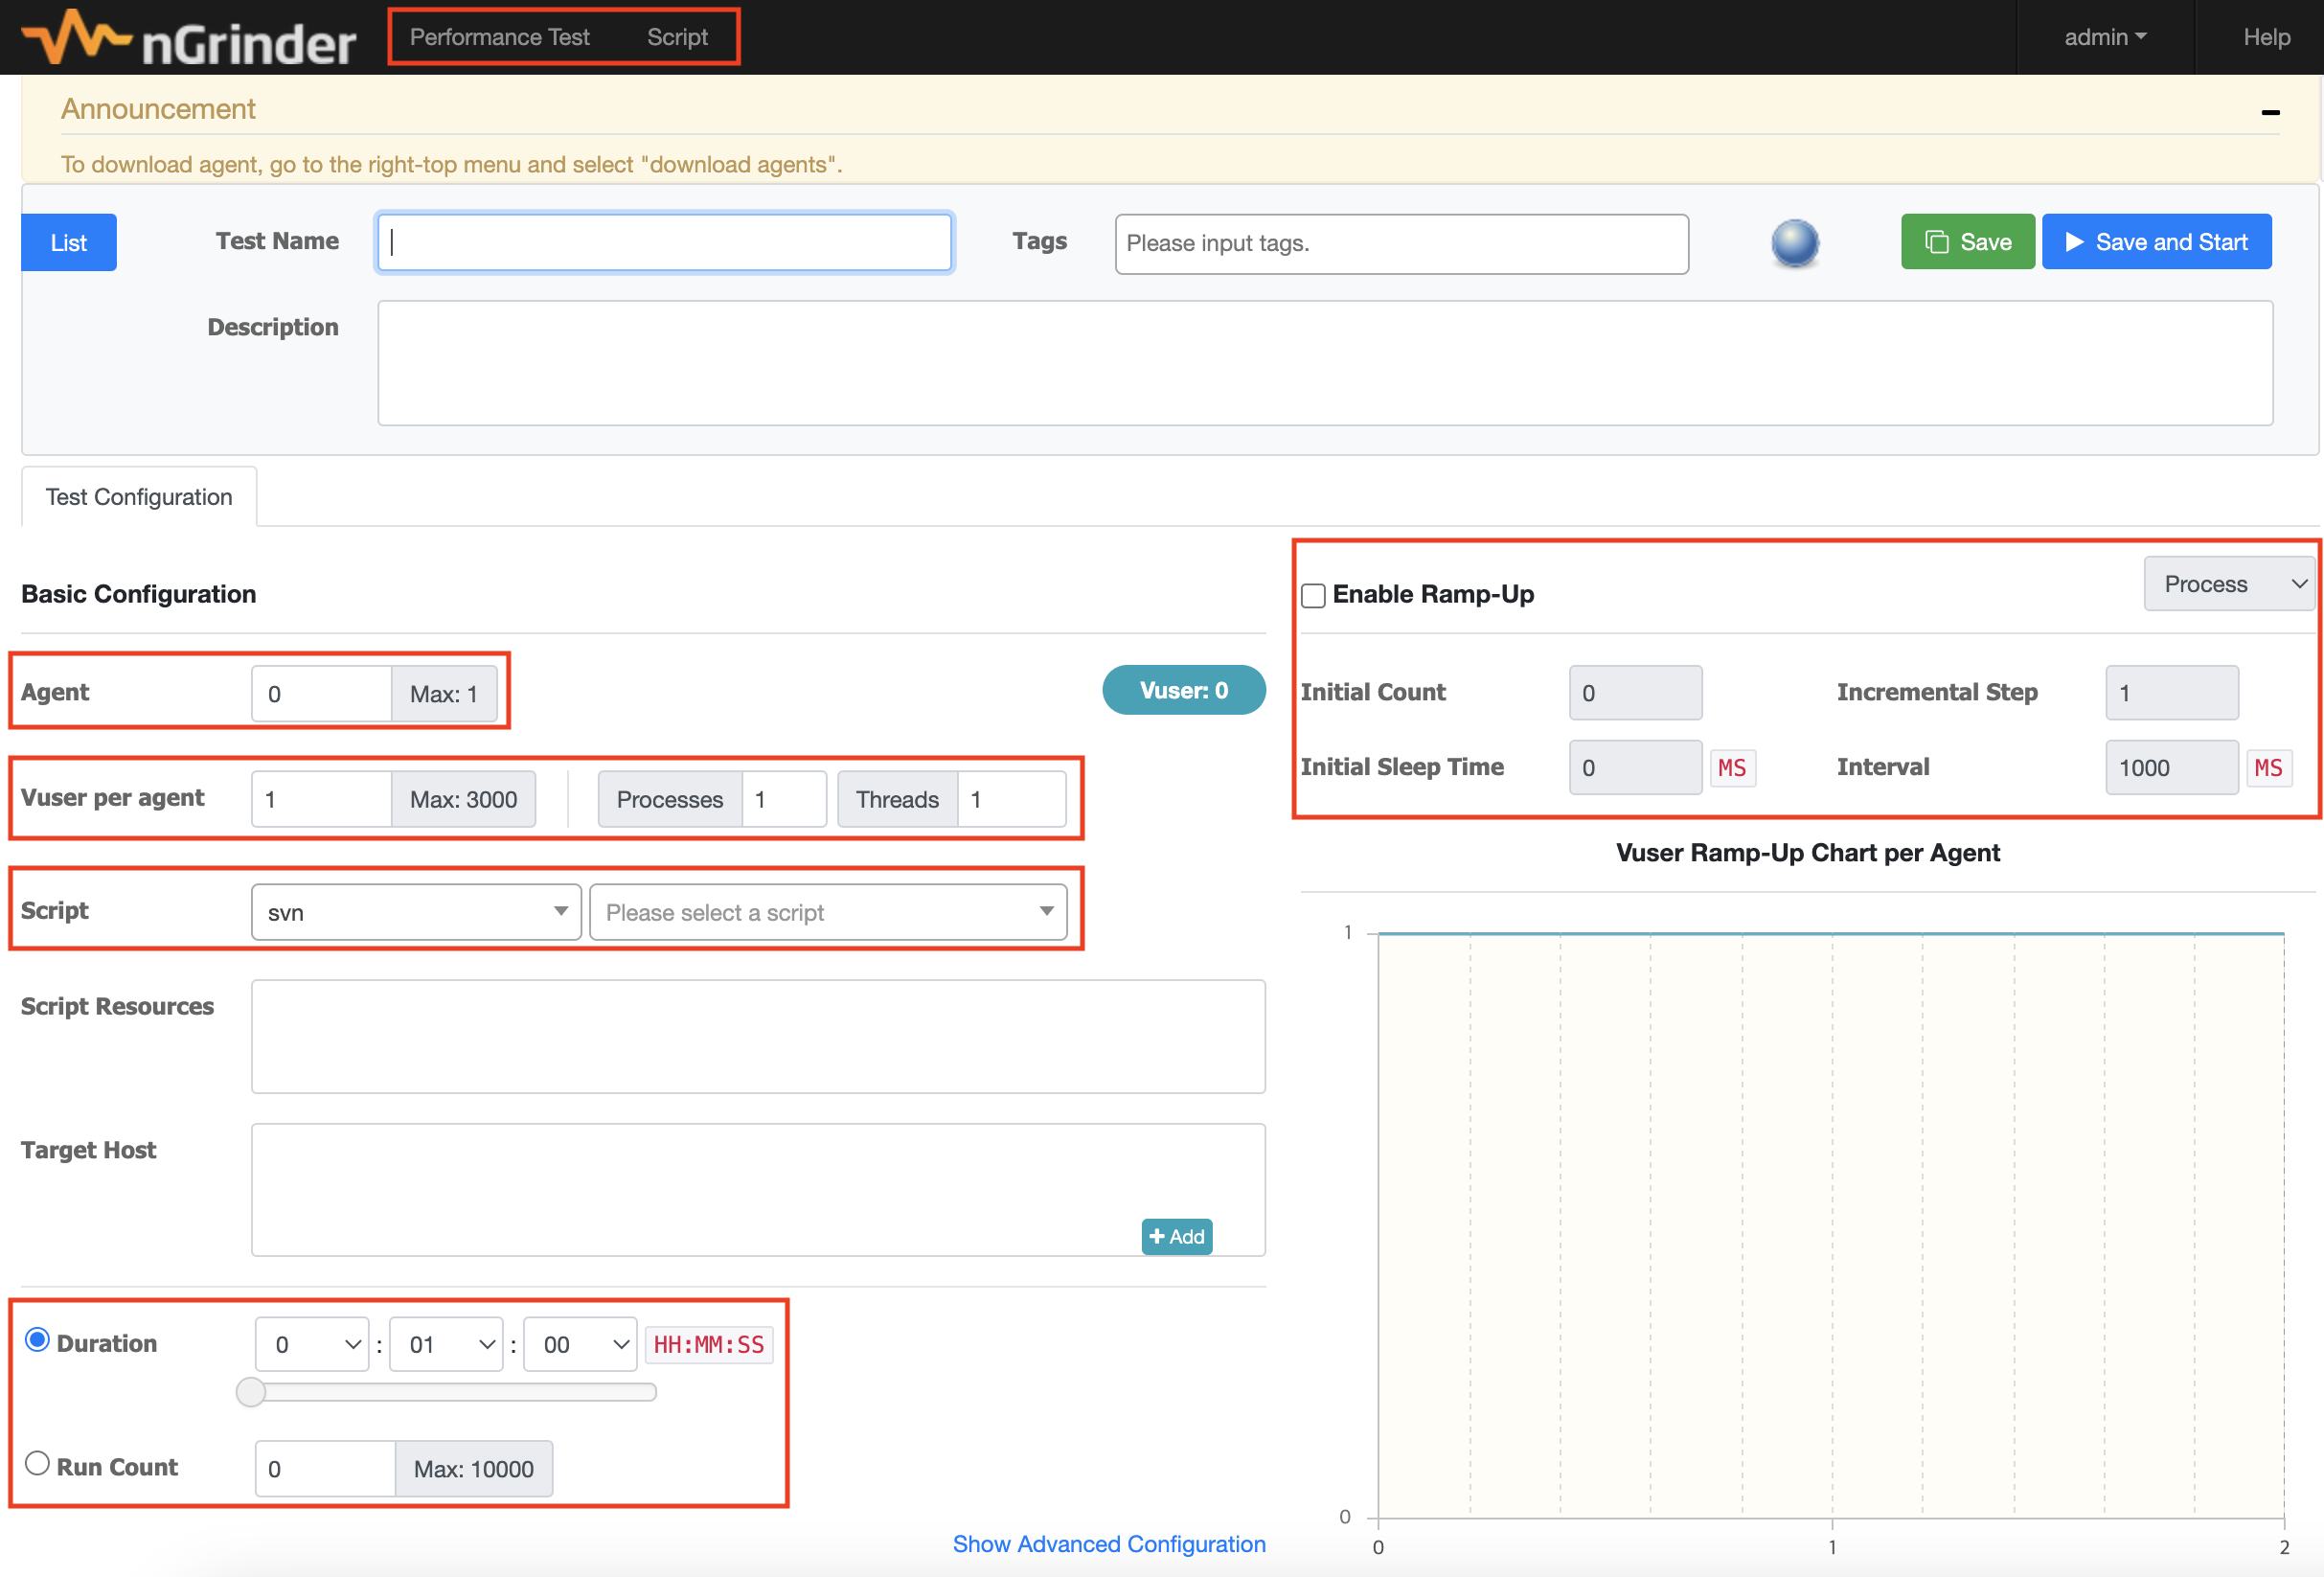 nGrinder Performance Test Script admin Help
Announcement
To download agent, go to the right-top menu and select "download agents".
List Test Name Tags Please input tags. Save Save and Start
Description
Test Configuration
Basic Configuration
Agent 0 Max: 1 Vuser: 0
Vuser per agent 1 Max: 3000 Processes 1 Threads 1
Script svn Please select a script
Script Resources
Target Host
Add
Duration 0 : 01 : 00 HH:MM:SS
Run Count 0 Max: 10000
Show Advanced Configuration
Enable Ramp-Up Process
Initial Count 0 Incremental Step 1
Initial Sleep Time 0 MS Interval 1000 MS
Vuser Ramp-Up Chart per Agent
1
0
0 1 2